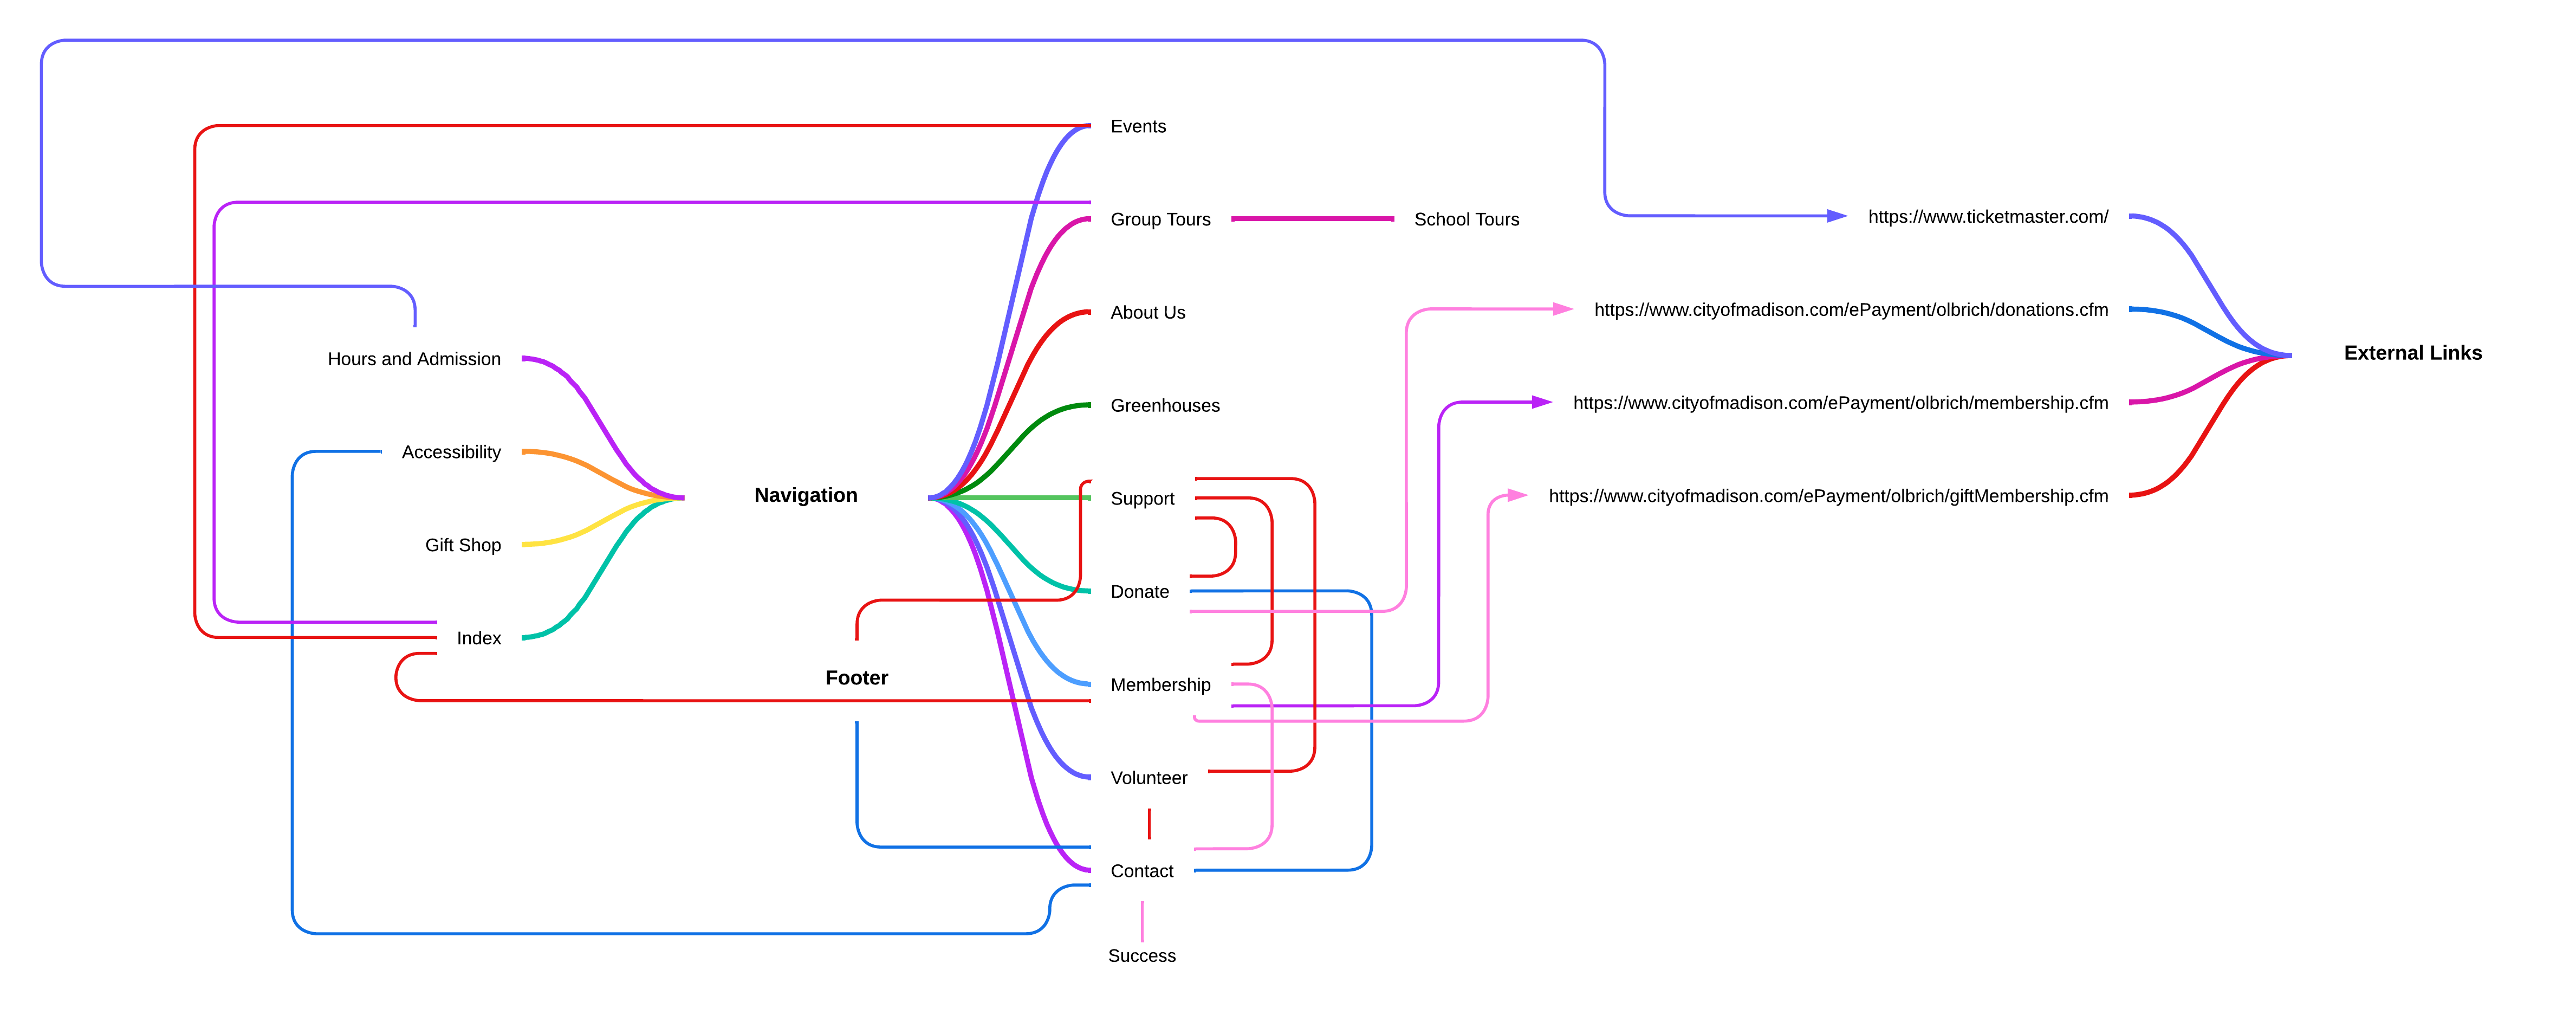 Events
Group Tours
School Tours
About Us
Greenhouses
Support
Donate
Membership
Volunteer
Contact
Success
Hours and Admission
Accessibility
Gift Shop
Index
Navigation
Footer
https://www.ticketmaster.com/
https://www.cityofmadison.com/ePayment/olbrich/donations.cfm
https://www.cityofmadison.com/ePayment/olbrich/membership.cfm
https://www.cityofmadison.com/ePayment/olbrich/giftMembership.cfm
External Links